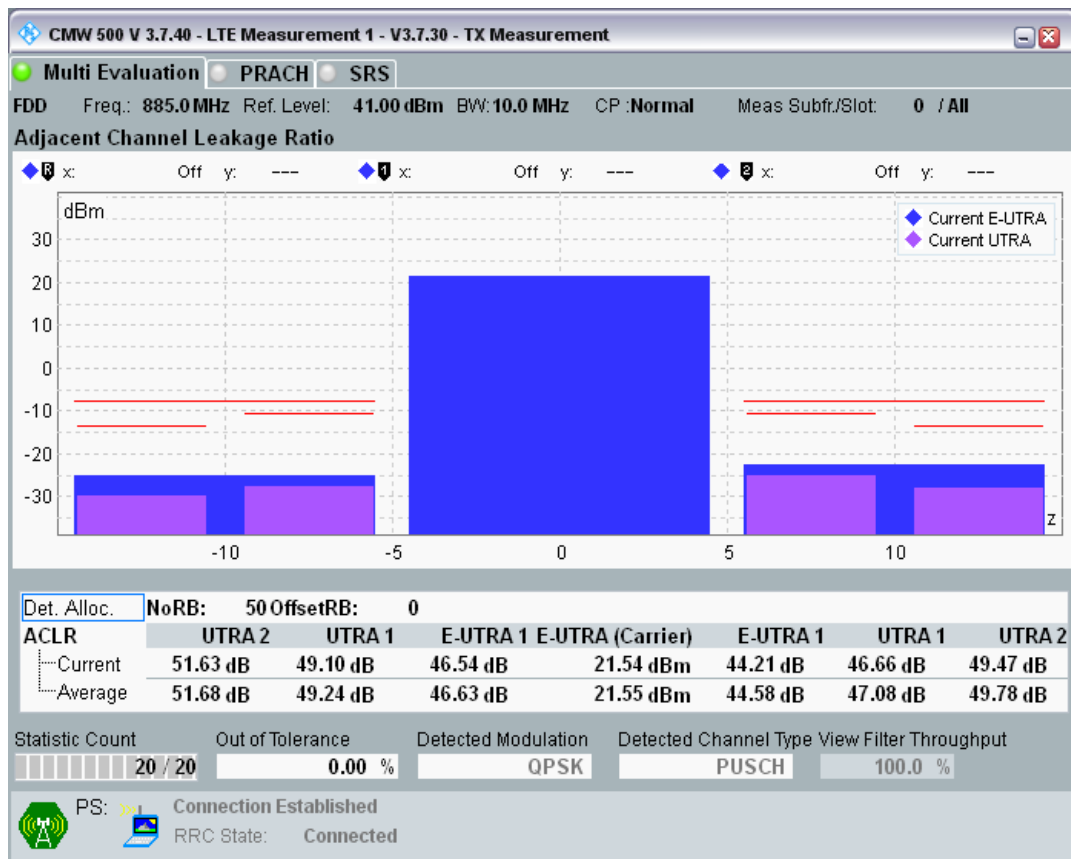 CMW 500 V 3.7.40 - LTE Measurement 1 - V3.7.30 - TX Measurement
Multi Evaluation PRACH SRS
FDD Freq.: 885.0 MHz Ref. Level: 41.00 dBm BW: 10.0 MHz CP :Normal Meas Subfr./Slot: 0 / All
Adjacent Channel Leakage Ratio
R x: Off y: --- 1 x: Off y: --- 2 x: Off y: ---
dBm
Current E-UTRA
Current UTRA
30
20
10
0
-10
-20
-30
z
-10 -5 0 5 10
Det. Alloc. NoRB: 50 OffsetRB: 0
ACLR UTRA 2 UTRA 1 E-UTRA 1 E-UTRA (Carrier) E-UTRA 1 UTRA 1 UTRA 2
Current 51.63 dB 49.10 dB 46.54 dB 21.54 dBm 44.21 dB 46.66 dB 49.47 dB
Average 51.68 dB 49.24 dB 46.63 dB 21.55 dBm 44.58 dB 47.08 dB 49.78 dB
Statistic Count Out of Tolerance Detected Modulation Detected Channel Type View Filter Throughput
20 / 20 0.00 % QPSK PUSCH 100.0 %
PS: Connection Established
RRC State: Connected